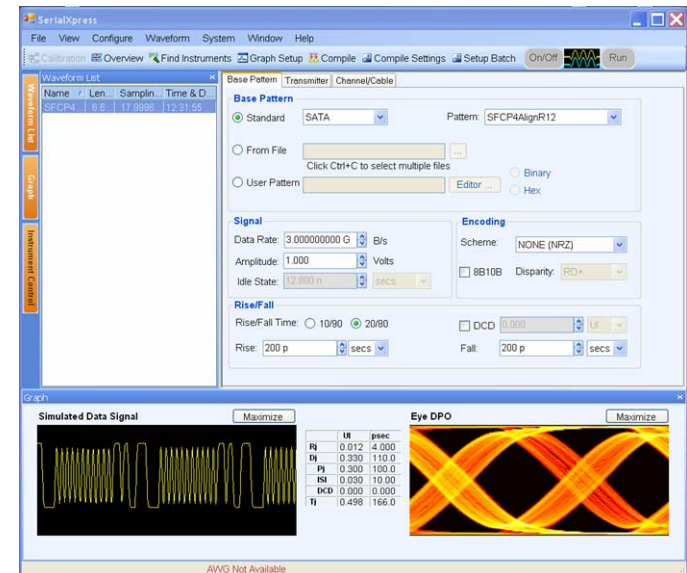 SerialXpress
File View Configure Waveform System Window Help
Calibration Overview Find Instruments Graph Setup Compile Compile Settings Setup Batch On/Off Run
Waveform List
Waveform List ×
Name Len... Samplin... Time & D...
SFCP4... 6.6... 17.9996... 12:31:55
Graph
Instrument Control
Base Pattern Transmitter Channel/Cable
Base Pattern
Standard SATA Pattern: SFCP4AlignR12
From File ...
Click Ctrl+C to select multiple files
User Pattern Editor ... Binary
Hex
Signal
Data Rate: 3.000000000 G B/s
Amplitude: 1.000 Volts
Idle State: 12.800 n secs
Encoding
Scheme: NONE (NRZ)
8B10B Disparity: RD+
Rise/Fall
Rise/Fall Time: 10/90 20/80 DCD 0.000 UI
Rise: 200 p secs Fall: 200 p secs
Graph ×
Simulated Data Signal Maximize
UI psec
Rj 0.012 4.000
Dj 0.330 110.0
Pj 0.300 100.0
ISI 0.030 10.00
DCD 0.000 0.000
Tj 0.498 166.0
Eye DPO Maximize
AWG Not Available